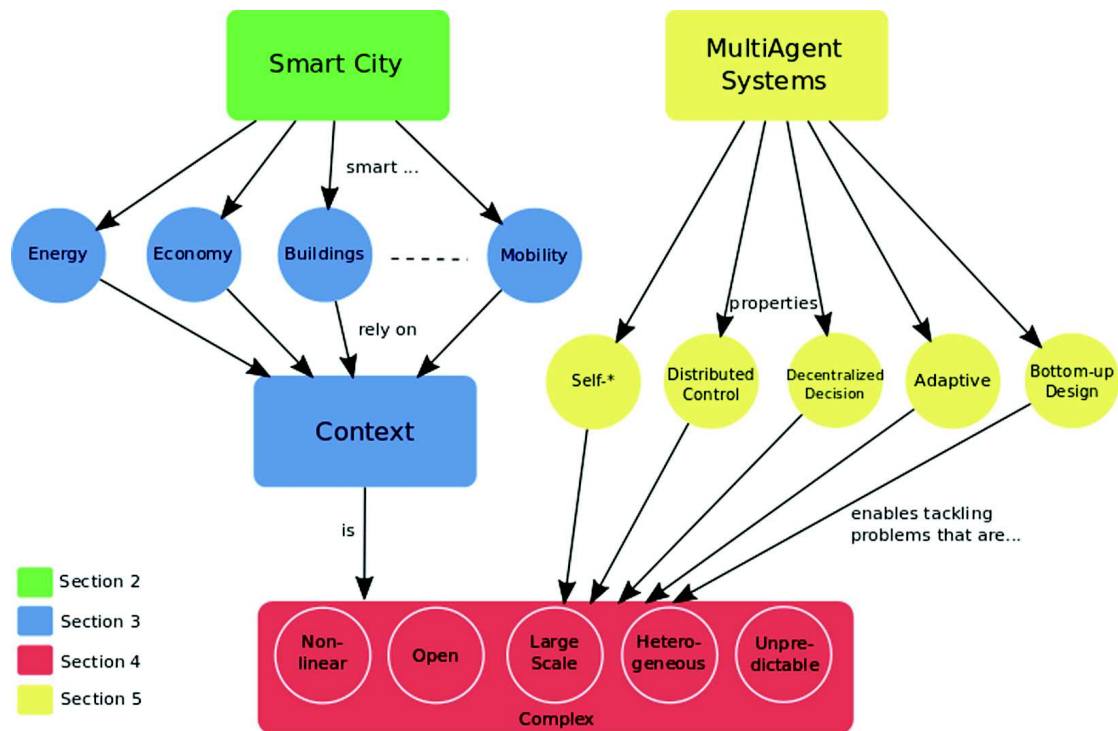 Smart City
MultiAgent
Systems
smart ...
Energy
Economy
Buildings
Mobility
properties
rely on
Self-*
Distributed
Control
Decentralized
Decision
Adaptive
Bottom-up
Design
Context
is
enables tackling
problems that are...
Section 2
Section 3
Section 4
Section 5
Non-
linear
Open
Large
Scale
Hetero-
geneous
Unpre-
dictable
Complex